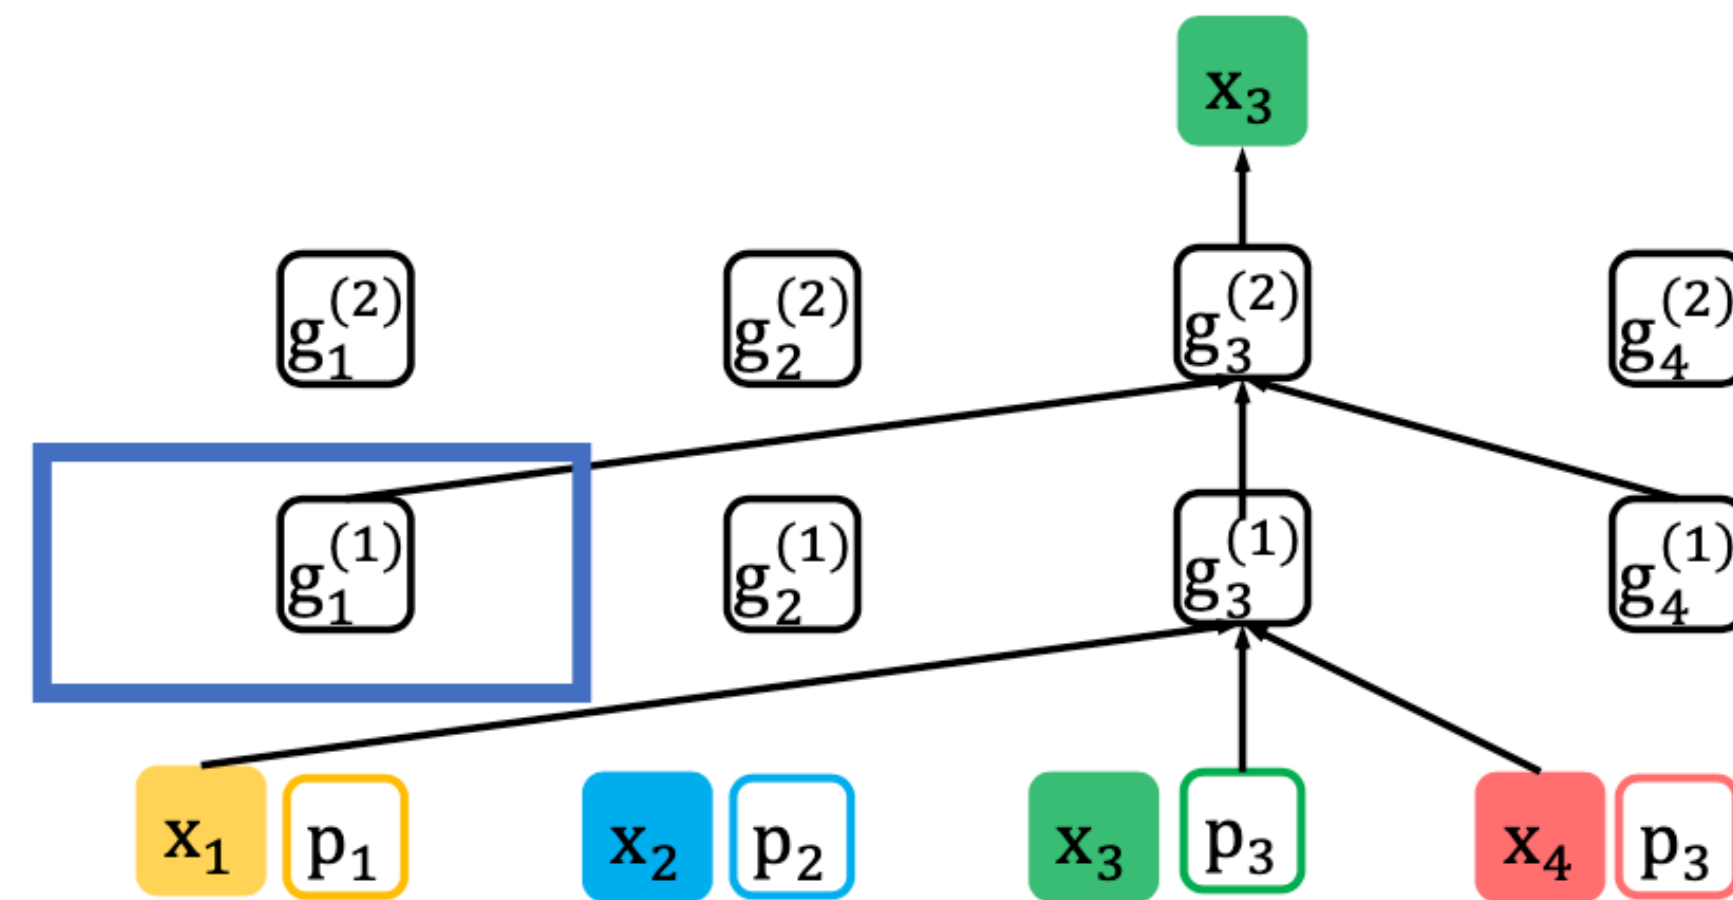 x₃
g₁⁽²⁾ g₂⁽²⁾ g₃⁽²⁾ g₄⁽²⁾
g₁⁽¹⁾ g₂⁽¹⁾ g₃⁽¹⁾ g₄⁽¹⁾
x₁ p₁ x₂ p₂ x₃ p₃ x₄ p₃